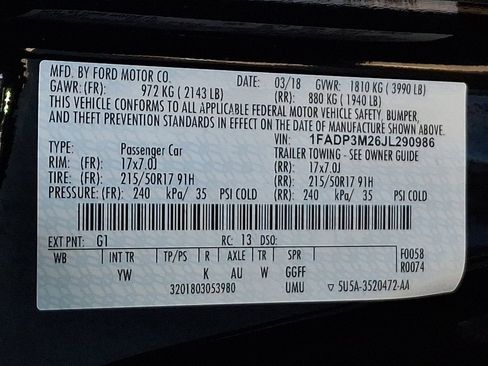 MFD. BY FORD MOTOR CO. DATE: 03/18 GVWR: 1810 KG ( 3990 LB)
GAWR: (FR): 972 KG ( 2143 LB) (RR): 880 KG ( 1940LB)
THIS VEHICLE CONFORMS TO ALL APPLICABLE FEDERAL MOTOR VEHICLE SAFETY, BUMPER,
AND THEFT PREVENTION STANDARDS IN EFFECT ON THE DATE OF MANUFACTURE SHOWN ABOVE.
VIN: 1FADP3M26JL290986
TYPE: Passenger Car TRAILER TOWING - SEE OWNER GUIDE
RIM: (FR): 17x7.0J (RR): 17x7.0J
TIRE: (FR): 215/50R17 91H (RR): 215/50R17 91H
PRESSURE: (FR): 240 kPa/ 35 PSI COLD (RR): 240 kPa/ 35 PSI COLD
EXT PNT: G1 RC: 13 DSO:
WB INT TR TP/PS R AXLE TR SPR F0058
YW K AU W GGFF R0074
3201803053980 UMU ▽ 5U5A-3520472-AA